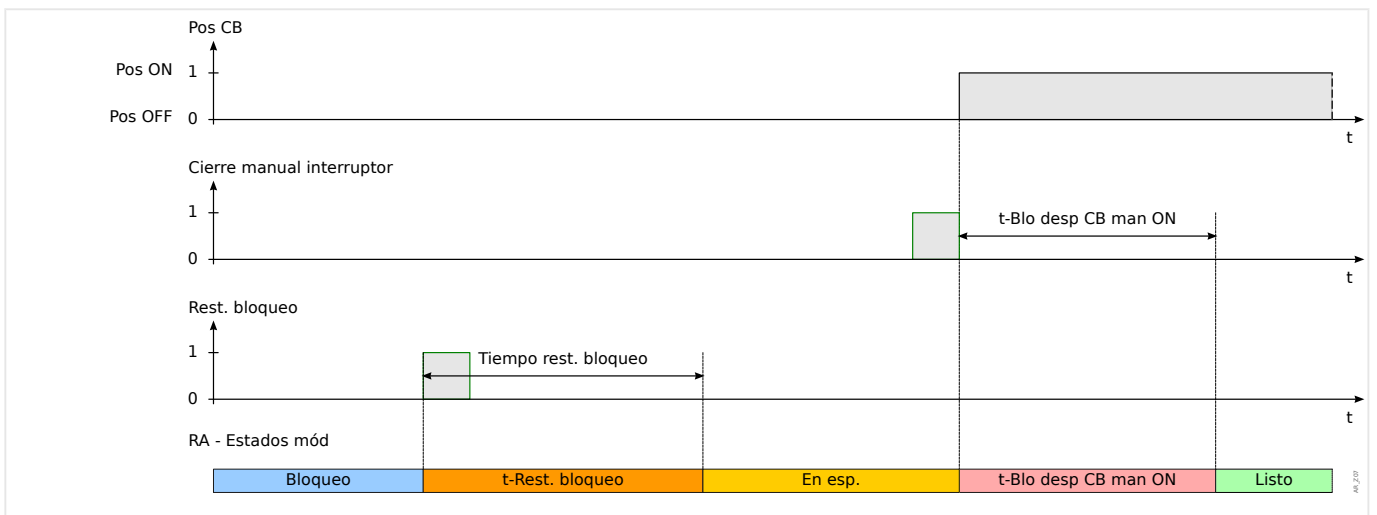 Pos CB
Pos ON 1
Pos OFF 0
t
Cierre manual interruptor
1
t-Blo desp CB man ON
0
t
Rest. bloqueo
1
Tiempo rest. bloqueo
0
t
RA - Estados mód
Bloqueo t-Rest. bloqueo En esp. t-Blo desp CB man ON Listo
AR_Z07